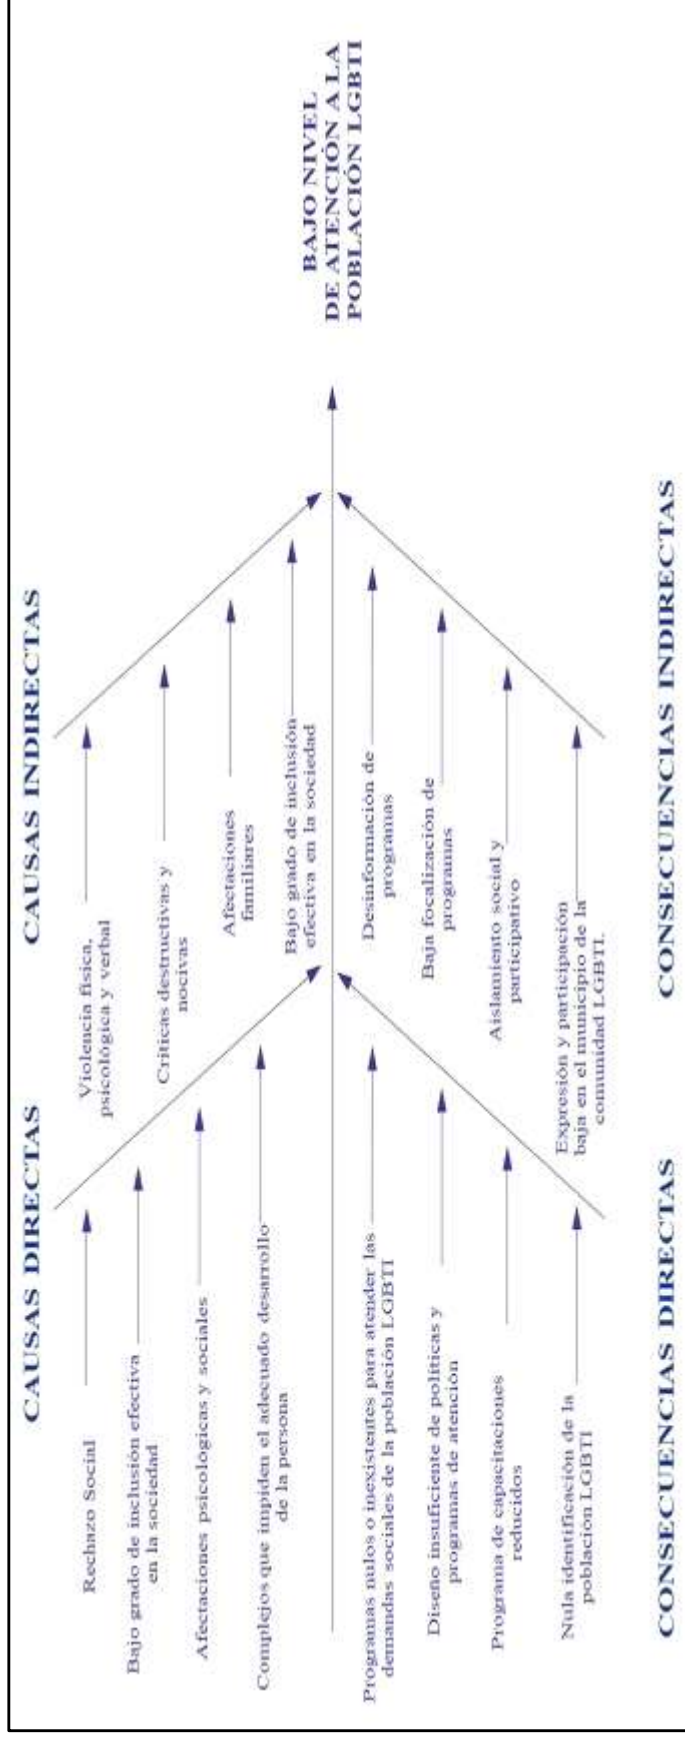 CAUSAS DIRECTAS
CAUSAS INDIRECTAS
Rechazo Social
Bajo grado de inclusión efectiva
en la sociedad
Afectaciones psicológicas y sociales
Complejos que impiden el adecuado desarrollo
de la persona
Violencia física,
psicológica y verbal
Críticas destructivas y
nocivas
Afectaciones
familiares
Bajo grado de inclusión
efectiva en la sociedad
BAJO NIVEL
DE ATENCIÓN A LA
POBLACIÓN LGBTI
Programas nulos o inexistentes para atender las
demandas sociales de la población LGBTI
Diseño insuficiente de políticas y
programas de atención
Programa de capacitaciones
reducidos
Nula identificación de la
población LGBTI
Desinformación de
programas
Baja focalización de
programas
Aislamiento social y
participativo
Expresión y participación
baja en el municipio de la
comunidad LGBTI.
CONSECUENCIAS DIRECTAS
CONSECUENCIAS INDIRECTAS